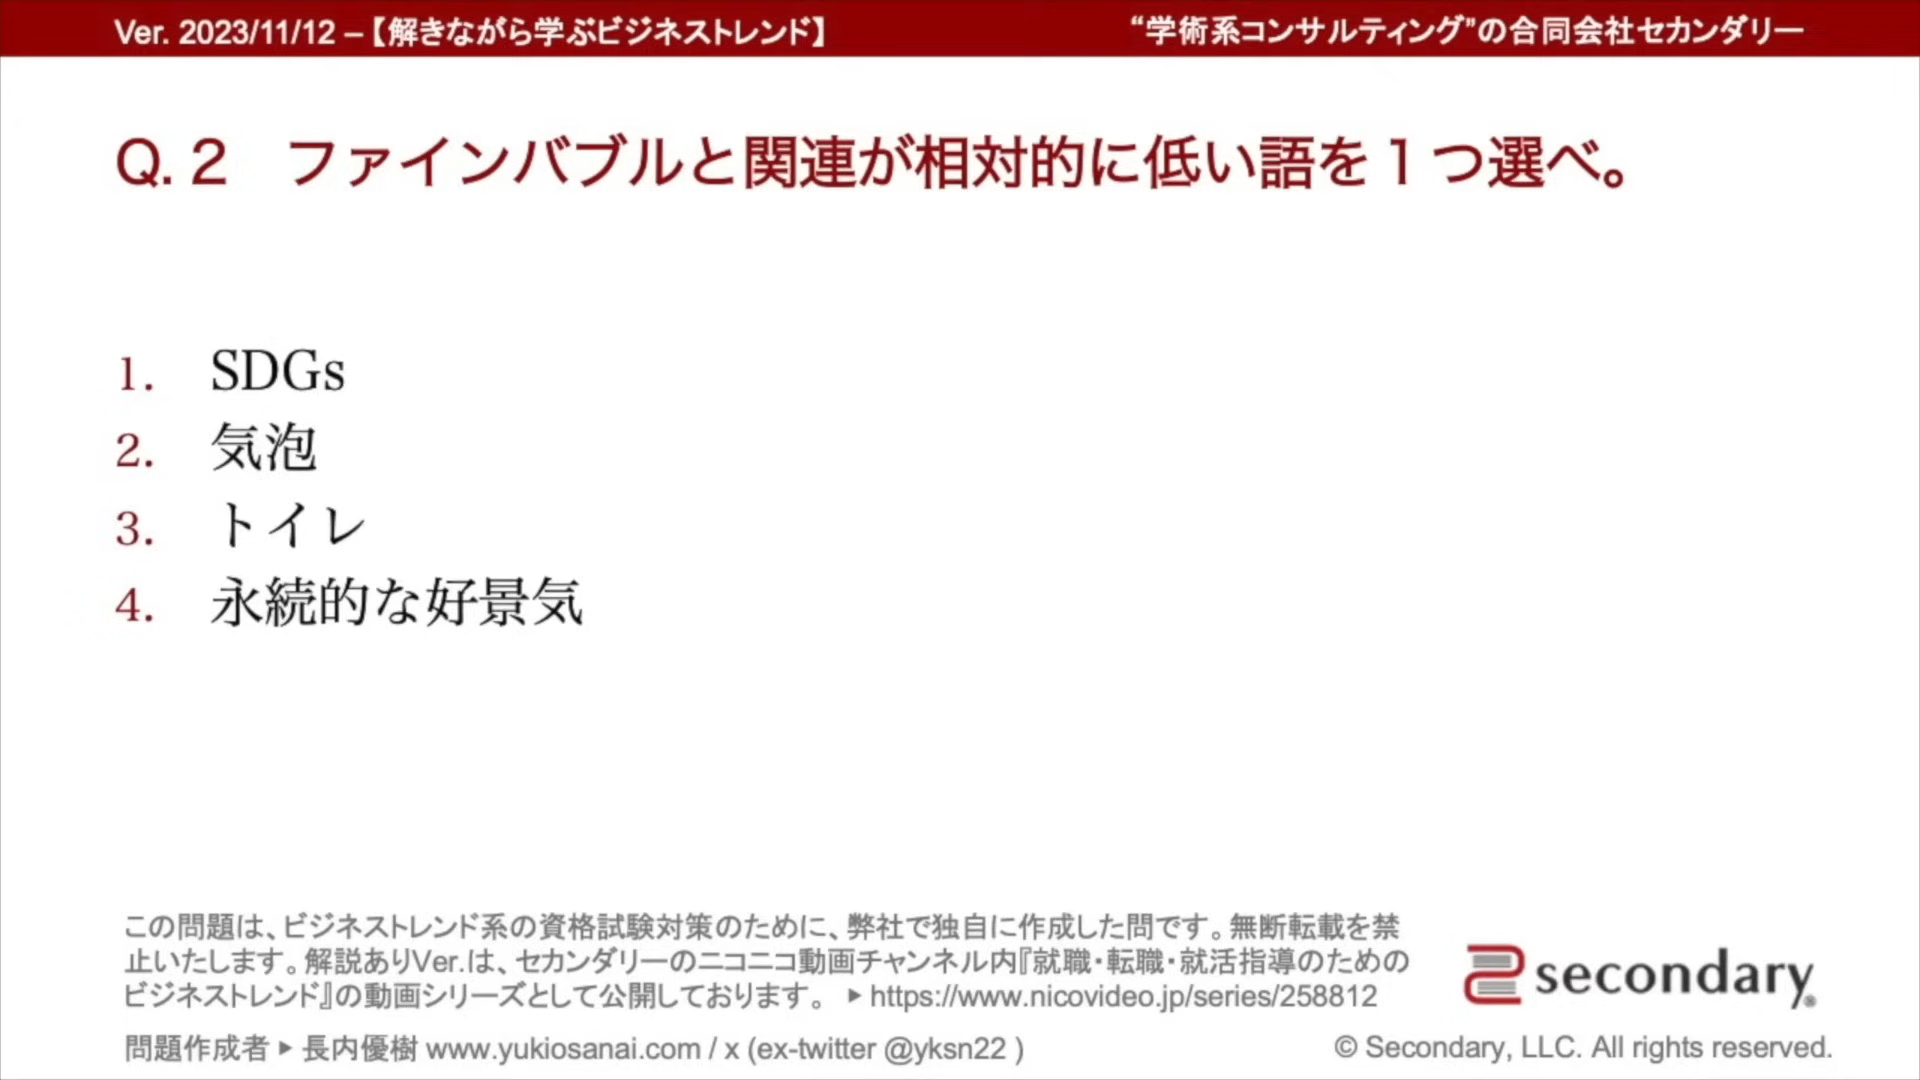 Ver. 2023/11/12 –【解きながら学ぶビジネストレンド】
“学術系コンサルティング”の合同会社セカンダリー
Q. 2　ファインバブルと関連が相対的に低い語を１つ選べ。
1. SDGs
2. 気泡
3. トイレ
4. 永続的な好景気
この問題は、ビジネストレンド系の資格試験対策のために、弊社で独自に作成した問です。無断転載を禁
止いたします。解説ありVer.は、セカンダリーのニコニコ動画チャンネル内『就職・転職・就活指導のための
ビジネストレンド』の動画シリーズとして公開しております。 ▶ https://www.nicovideo.jp/series/258812
secondary®
問題作成者 ▶ 長内優樹 www.yukiosanai.com / x (ex-twitter @yksn22 )
© Secondary, LLC. All rights reserved.